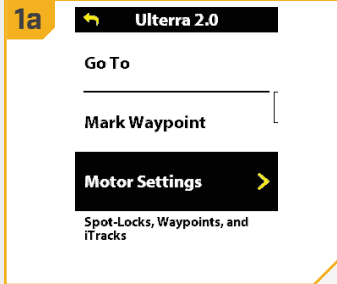 1a
Ulterra 2.0
Go To
Mark Waypoint
Motor Settings
Spot-Locks, Waypoints, and
iTracks